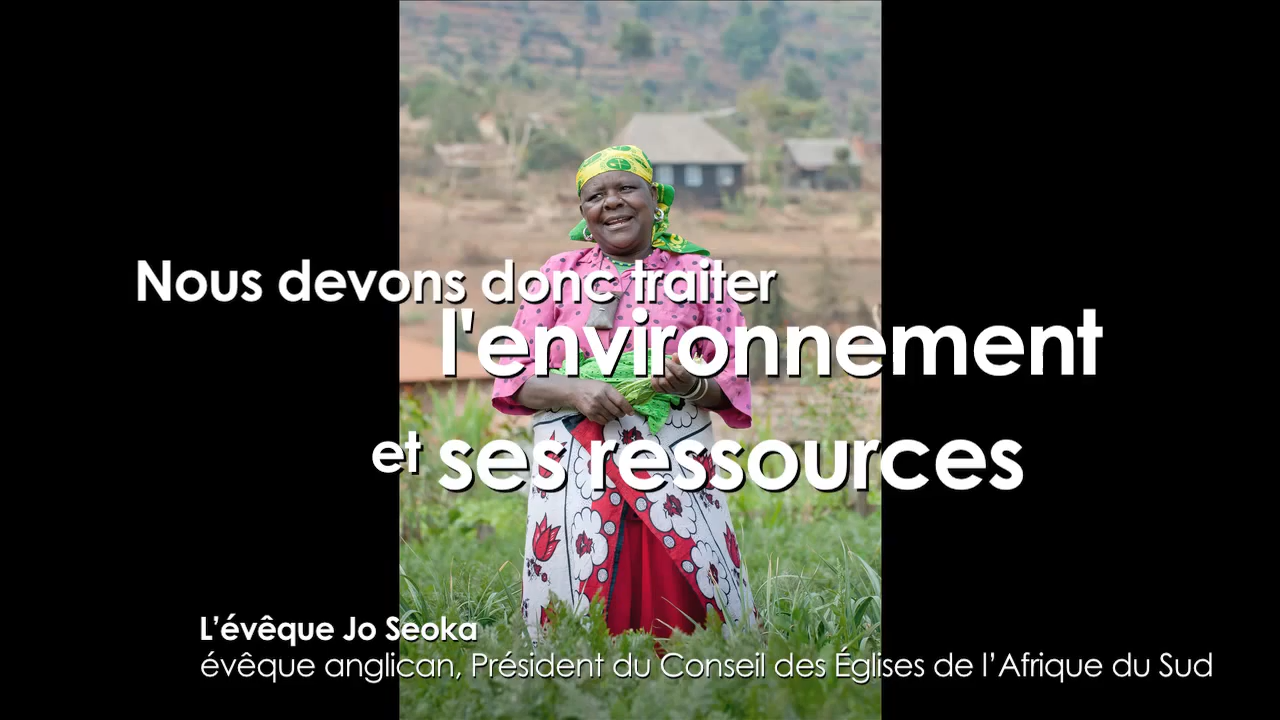 Nous devons donc traiter
l'environnement
et ses ressources
L’évêque Jo Seoka
évêque anglican, Président du Conseil des Églises de l’Afrique du Sud